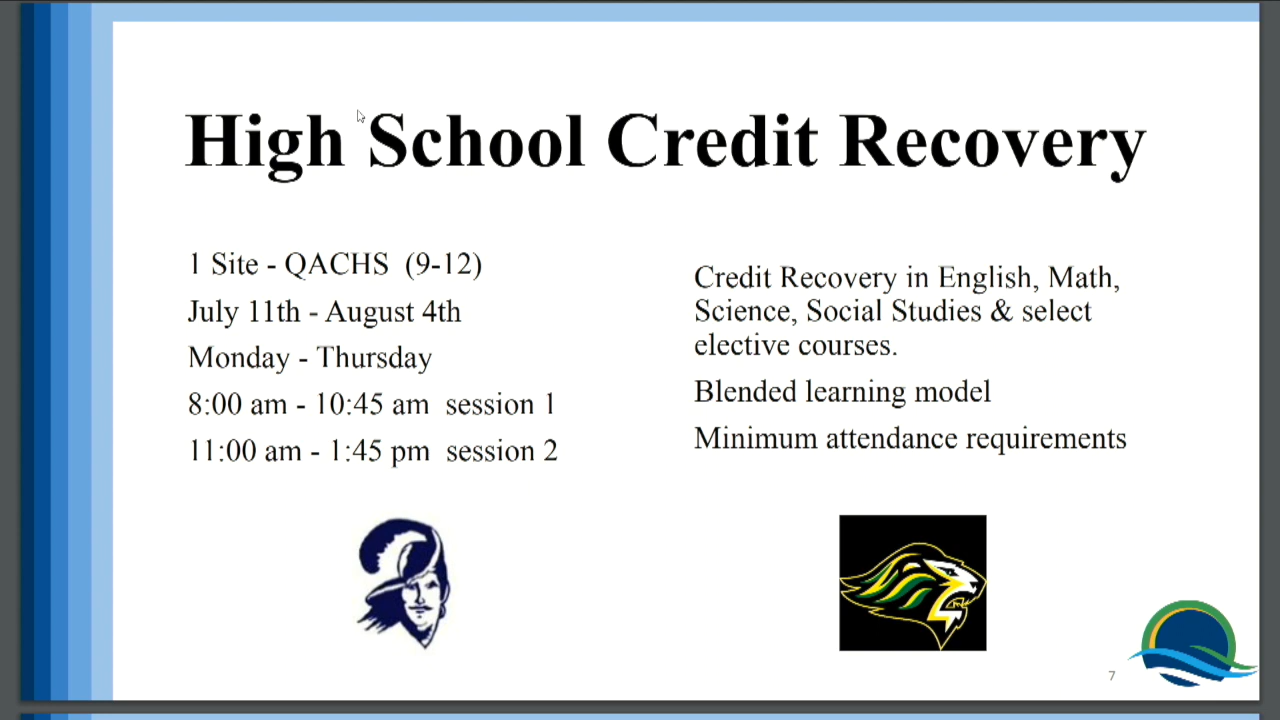 High School Credit Recovery
1 Site - QACHS (9-12)
July 11th - August 4th
Monday - Thursday
8:00 am - 10:45 am session 1
11:00 am - 1:45 pm session 2
Credit Recovery in English, Math,
Science, Social Studies & select
elective courses.
Blended learning model
Minimum attendance requirements
7